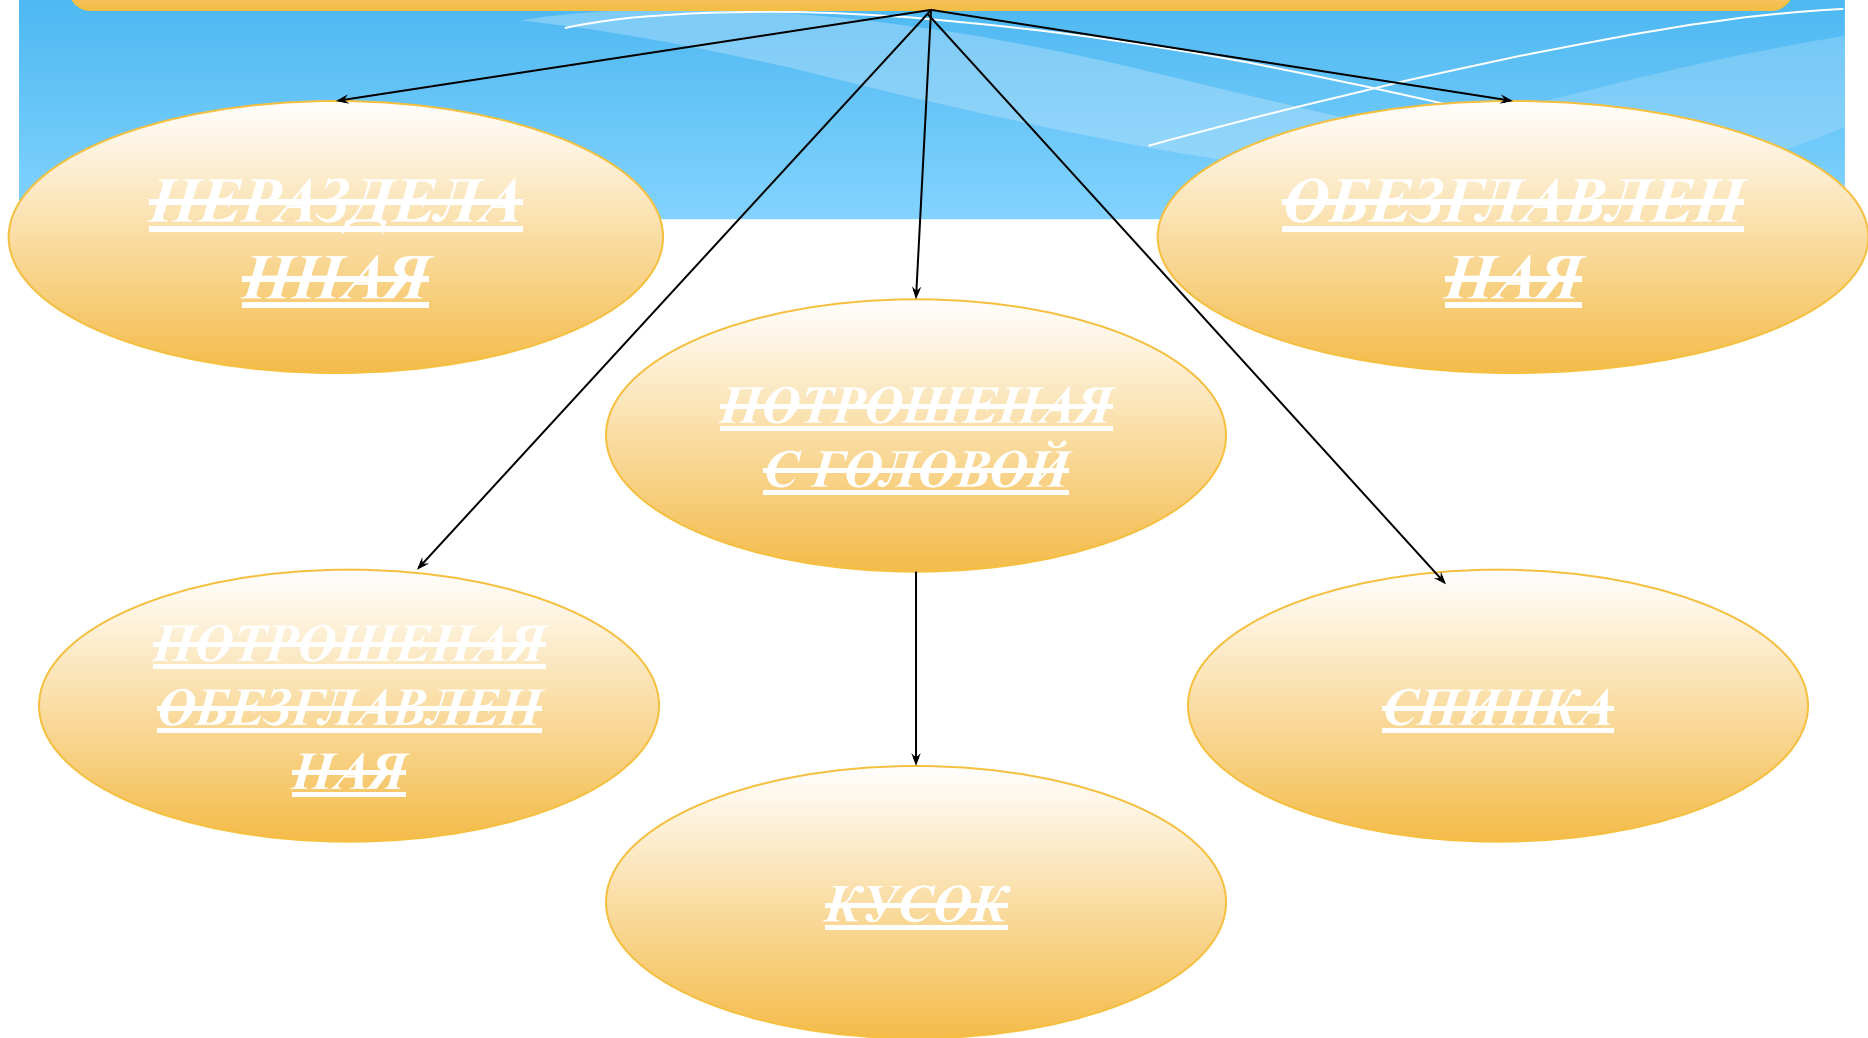 НЕРАЗДЕЛА
ННАЯ
ОБЕЗГЛАВЛЕН
НАЯ
ПОТРОШЕНАЯ
С ГОЛОВОЙ
ПОТРОШЕНАЯ
ОБЕЗГЛАВЛЕН
НАЯ
СПИНКА
КУСОК